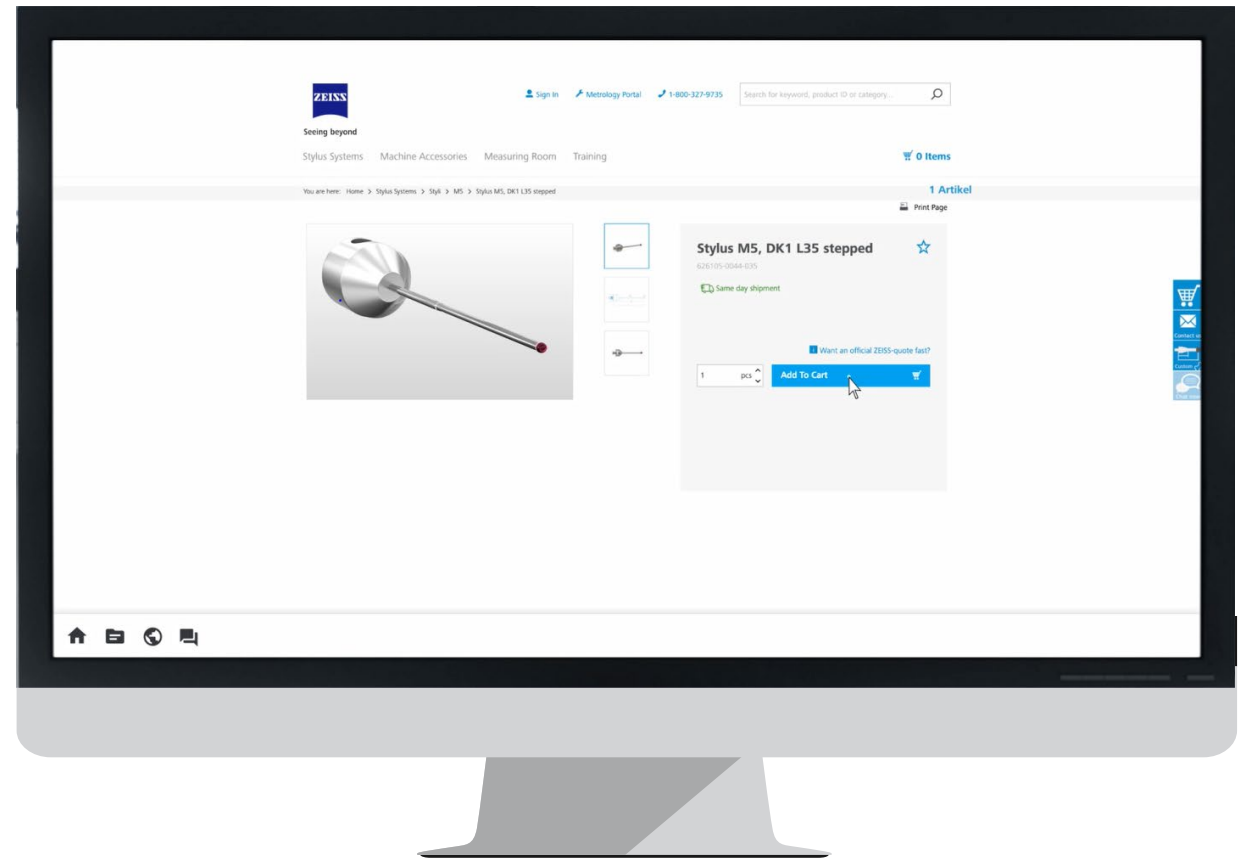 ZEISS
Seeing beyond
Sign In Metrology Portal 1-800-327-9735 Search for keyword, product ID or category...
Stylus Systems Machine Accessories Measuring Room Training 0 Items
You are here: Home > Stylus Systems > Styli > M5 > Stylus M5, DK1 L35 stepped 1 Artikel
Print Page
Stylus M5, DK1 L35 stepped
626105-0044-035
Same day shipment
Want an official ZEISS-quote fast?
1 pcs Add To Cart
Contact us
Custom